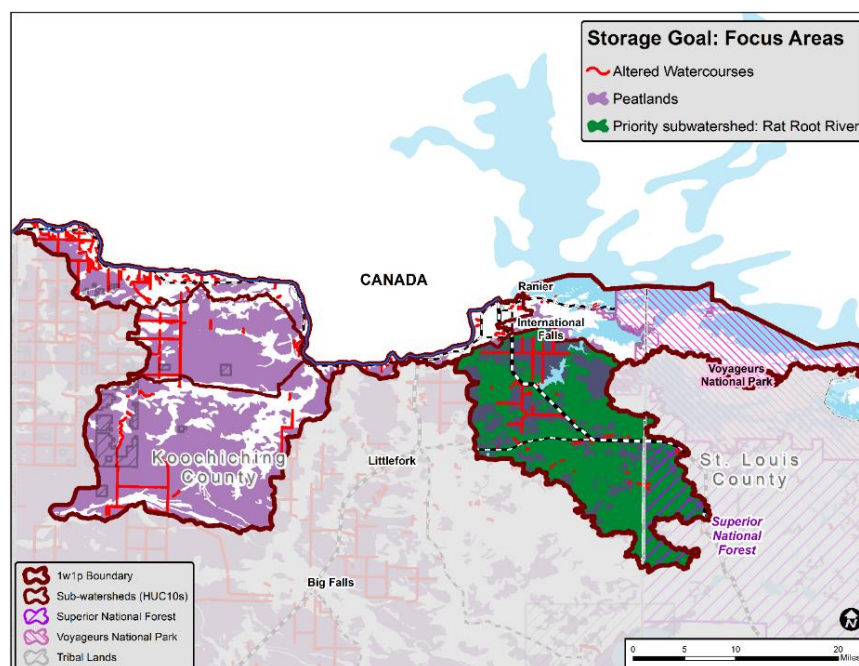 Storage Goal: Focus Areas
Altered Watercourses
Peatlands
Priority subwatershed: Rat Root River
CANADA
Ranier
International
Falls
Voyageurs
National Park
Koochiching
County
Littlefork
St. Louis
County
Superior
National
Forest
Big Falls
1w1p Boundary
Sub-watersheds (HUC10s)
Superior National Forest
Voyageurs National Park
Tribal Lands
N
0 5 10 20
Miles